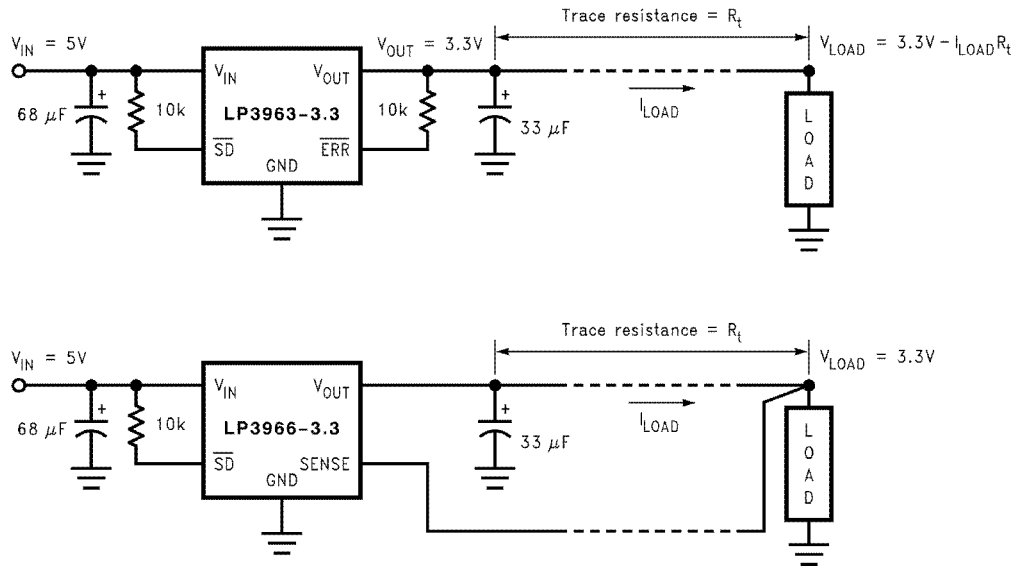 Trace resistance = Rt
VIN = 5V
VOUT = 3.3V
VLOAD = 3.3V - ILOADRt
VIN
VOUT
68 μF
+
10k
LP3963-3.3
10k
+
33 μF
ILOAD
LOAD
SD
ERR
GND
Trace resistance = Rt
VIN = 5V
VLOAD = 3.3V
VIN
VOUT
68 μF
+
10k
LP3966-3.3
+
33 μF
ILOAD
LOAD
SD
SENSE
GND